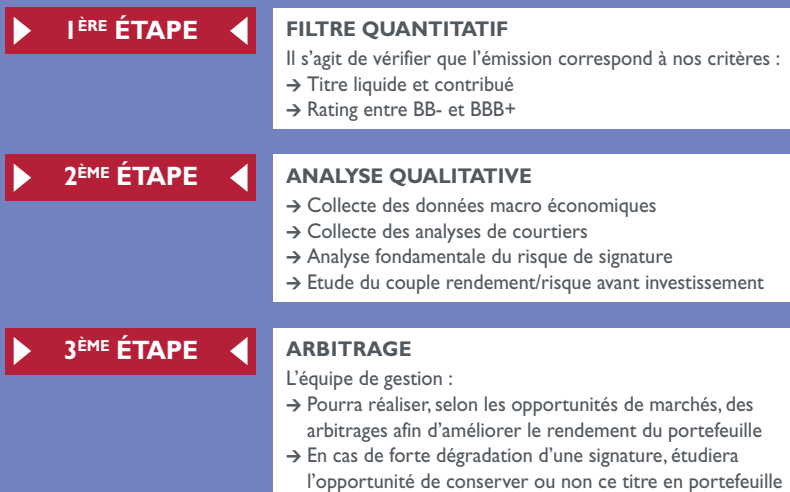 1ÈRE ÉTAPE
FILTRE QUANTITATIF
Il s'agit de vérifier que l'émission correspond à nos critères :
→ Titre liquide et contribué
→ Rating entre BB- et BBB+
2ÈME ÉTAPE
ANALYSE QUALITATIVE
→ Collecte des données macro économiques
→ Collecte des analyses de courtiers
→ Analyse fondamentale du risque de signature
→ Etude du couple rendement/risque avant investissement
3ÈME ÉTAPE
ARBITRAGE
L'équipe de gestion :
→ Pourra réaliser, selon les opportunités de marchés, des
arbitrages afin d'améliorer le rendement du portefeuille
→ En cas de forte dégradation d'une signature, étudiera
l'opportunité de conserver ou non ce titre en portefeuille